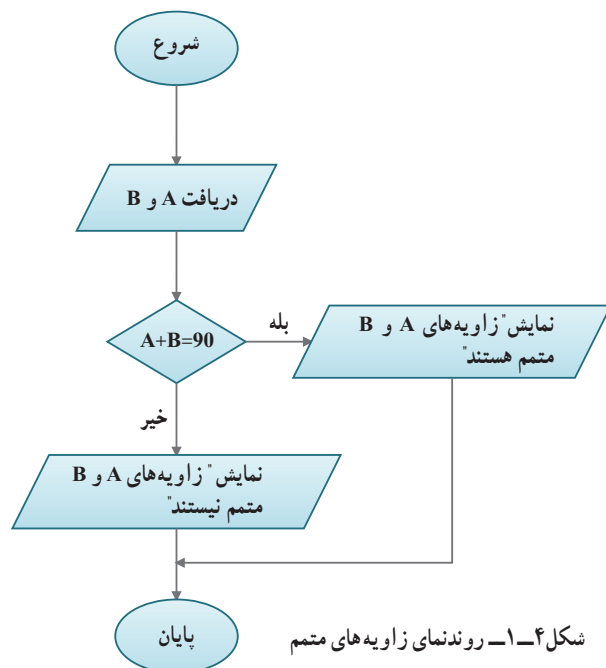 شروع
دریافت A و B
A+B=90
بله
نمایش" زاویه‌های A و B
متمم هستند"
خیر
نمایش" زاویه‌های A و B
متمم نیستند"
پایان
شکل۴ــ۱ــ روندنمای زاویه‌های متمم